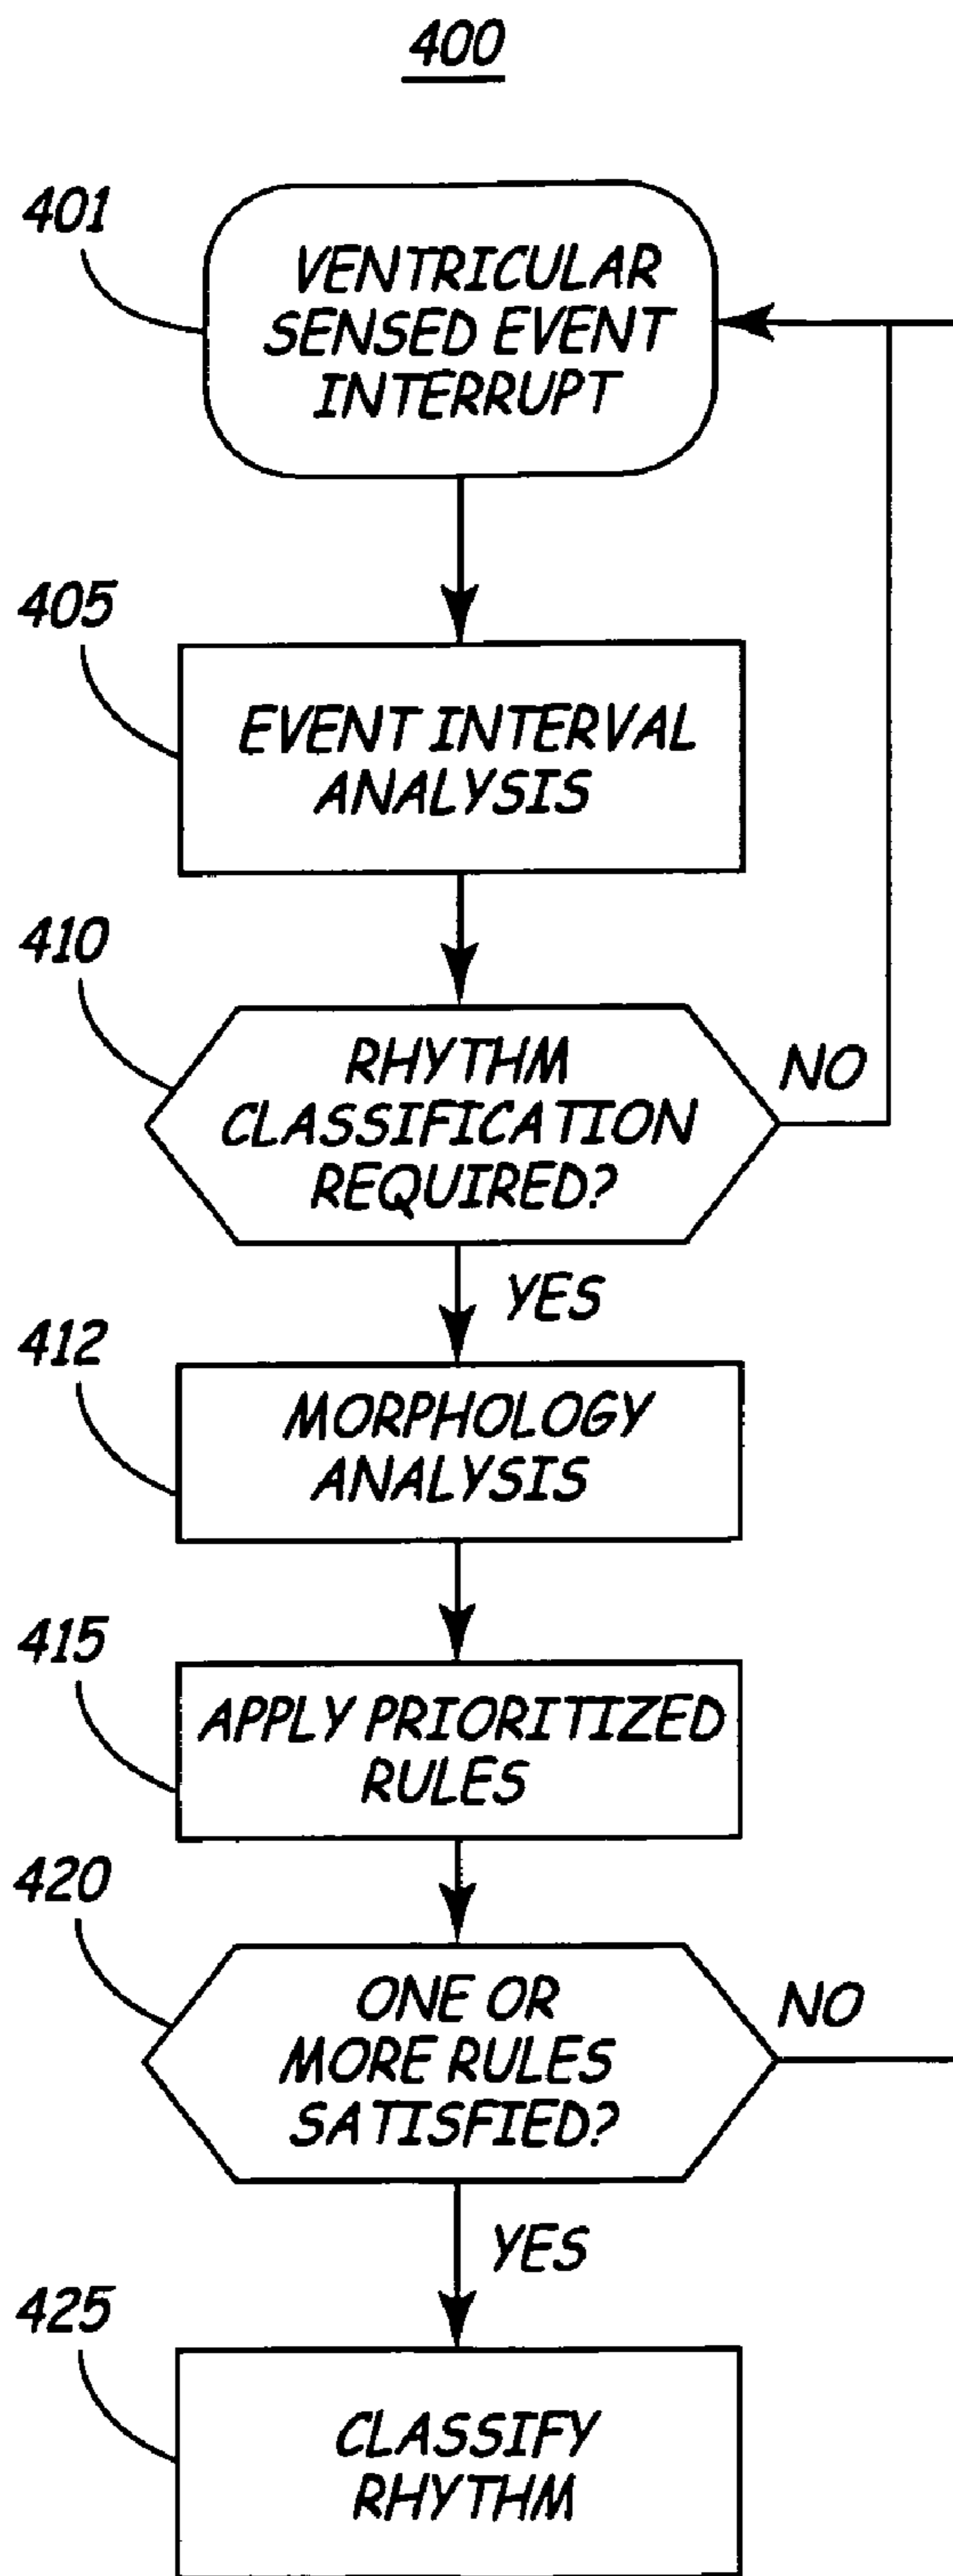 400
401
VENTRICULAR
SENSED EVENT
INTERRUPT
405
EVENT INTERVAL
ANALYSIS
410
RHYTHM
CLASSIFICATION
REQUIRED?
NO
YES
412
MORPHOLOGY
ANALYSIS
415
APPLY PRIORITIZED
RULES
420
ONE OR
MORE RULES
SATISFIED?
NO
YES
425
CLASSIFY
RHYTHM